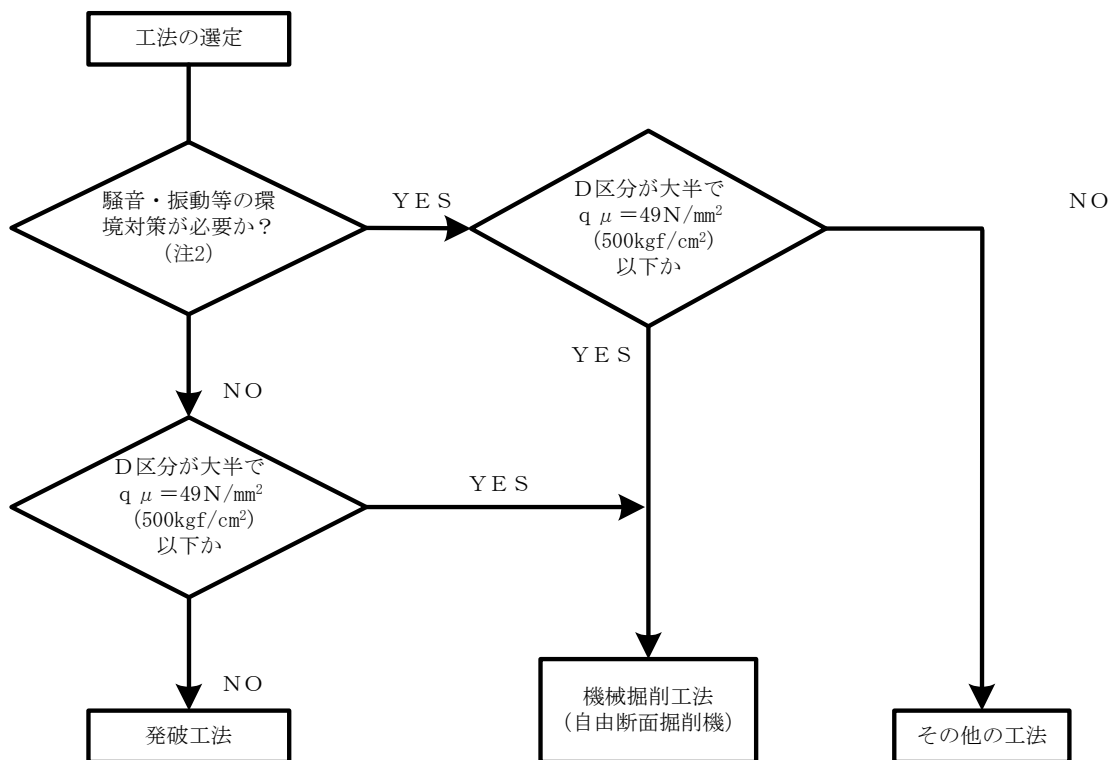 工法の選定
騒音・振動等の環
境対策が必要か?
(注2)
YES
D区分が大半で
qμ=49N/mm²
(500kgf/cm²)
以下か
NO
YES
NO
D区分が大半で
qμ=49N/mm²
(500kgf/cm²)
以下か
YES
NO
発破工法
機械掘削工法
(自由断面掘削機)
その他の工法